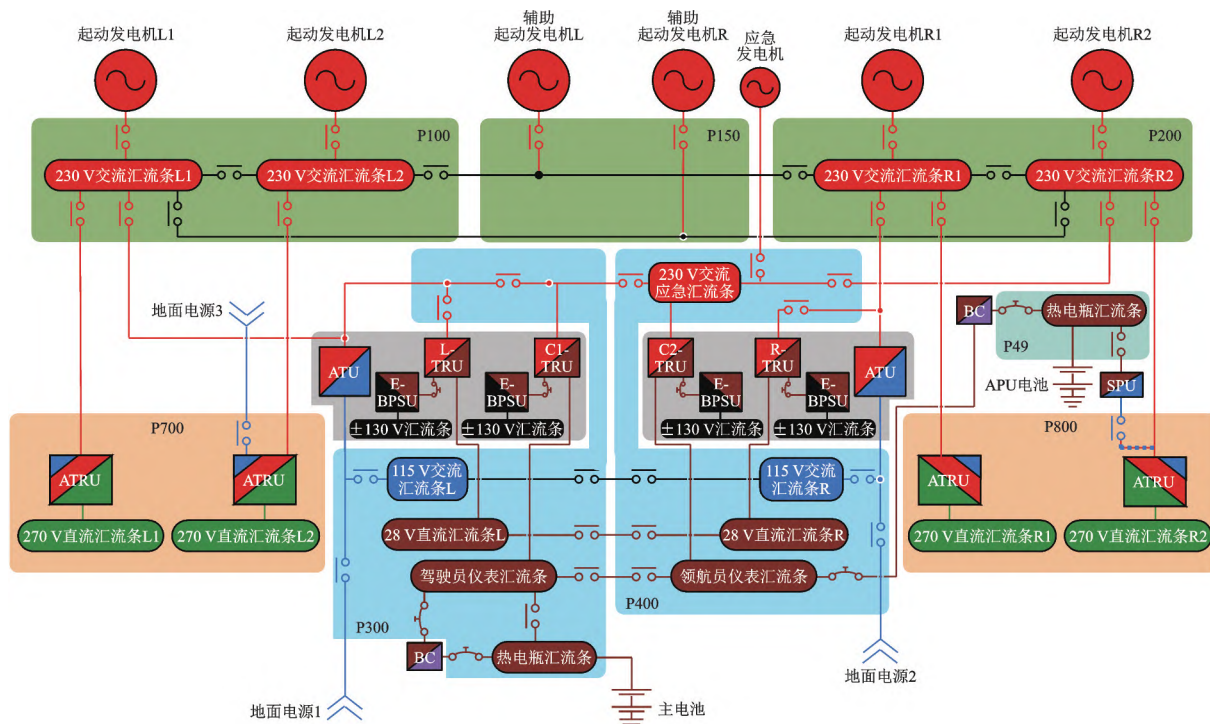 起动发电机L1
起动发电机L2
辅助
起动发电机L
辅助
起动发电机R
应急
发电机
起动发电机R1
起动发电机R2
P100
P150
P200
230 V交流汇流条L1
230 V交流汇流条L2
230 V交流汇流条R1
230 V交流汇流条R2
230 V交流
应急汇流条
地面电源3
BC
热电瓶汇流条
P49
APU电池
SPU
ATU
L-
TRU
C1-
TRU
C2-
TRU
R-
TRU
ATU
E-
BPSU
E-
BPSU
E-
BPSU
E-
BPSU
±130 V汇流条
±130 V汇流条
±130 V汇流条
±130 V汇流条
P700
P800
ATRU
ATRU
115 V交流
汇流条L
115 V交流
汇流条R
ATRU
ATRU
270 V直流汇流条L1
270 V直流汇流条L2
28 V直流汇流条L
28 V直流汇流条R
270 V直流汇流条R1
270 V直流汇流条R2
驾驶员仪表汇流条
领航员仪表汇流条
P400
P300
BC
热电瓶汇流条
地面电源1
主电池
地面电源2